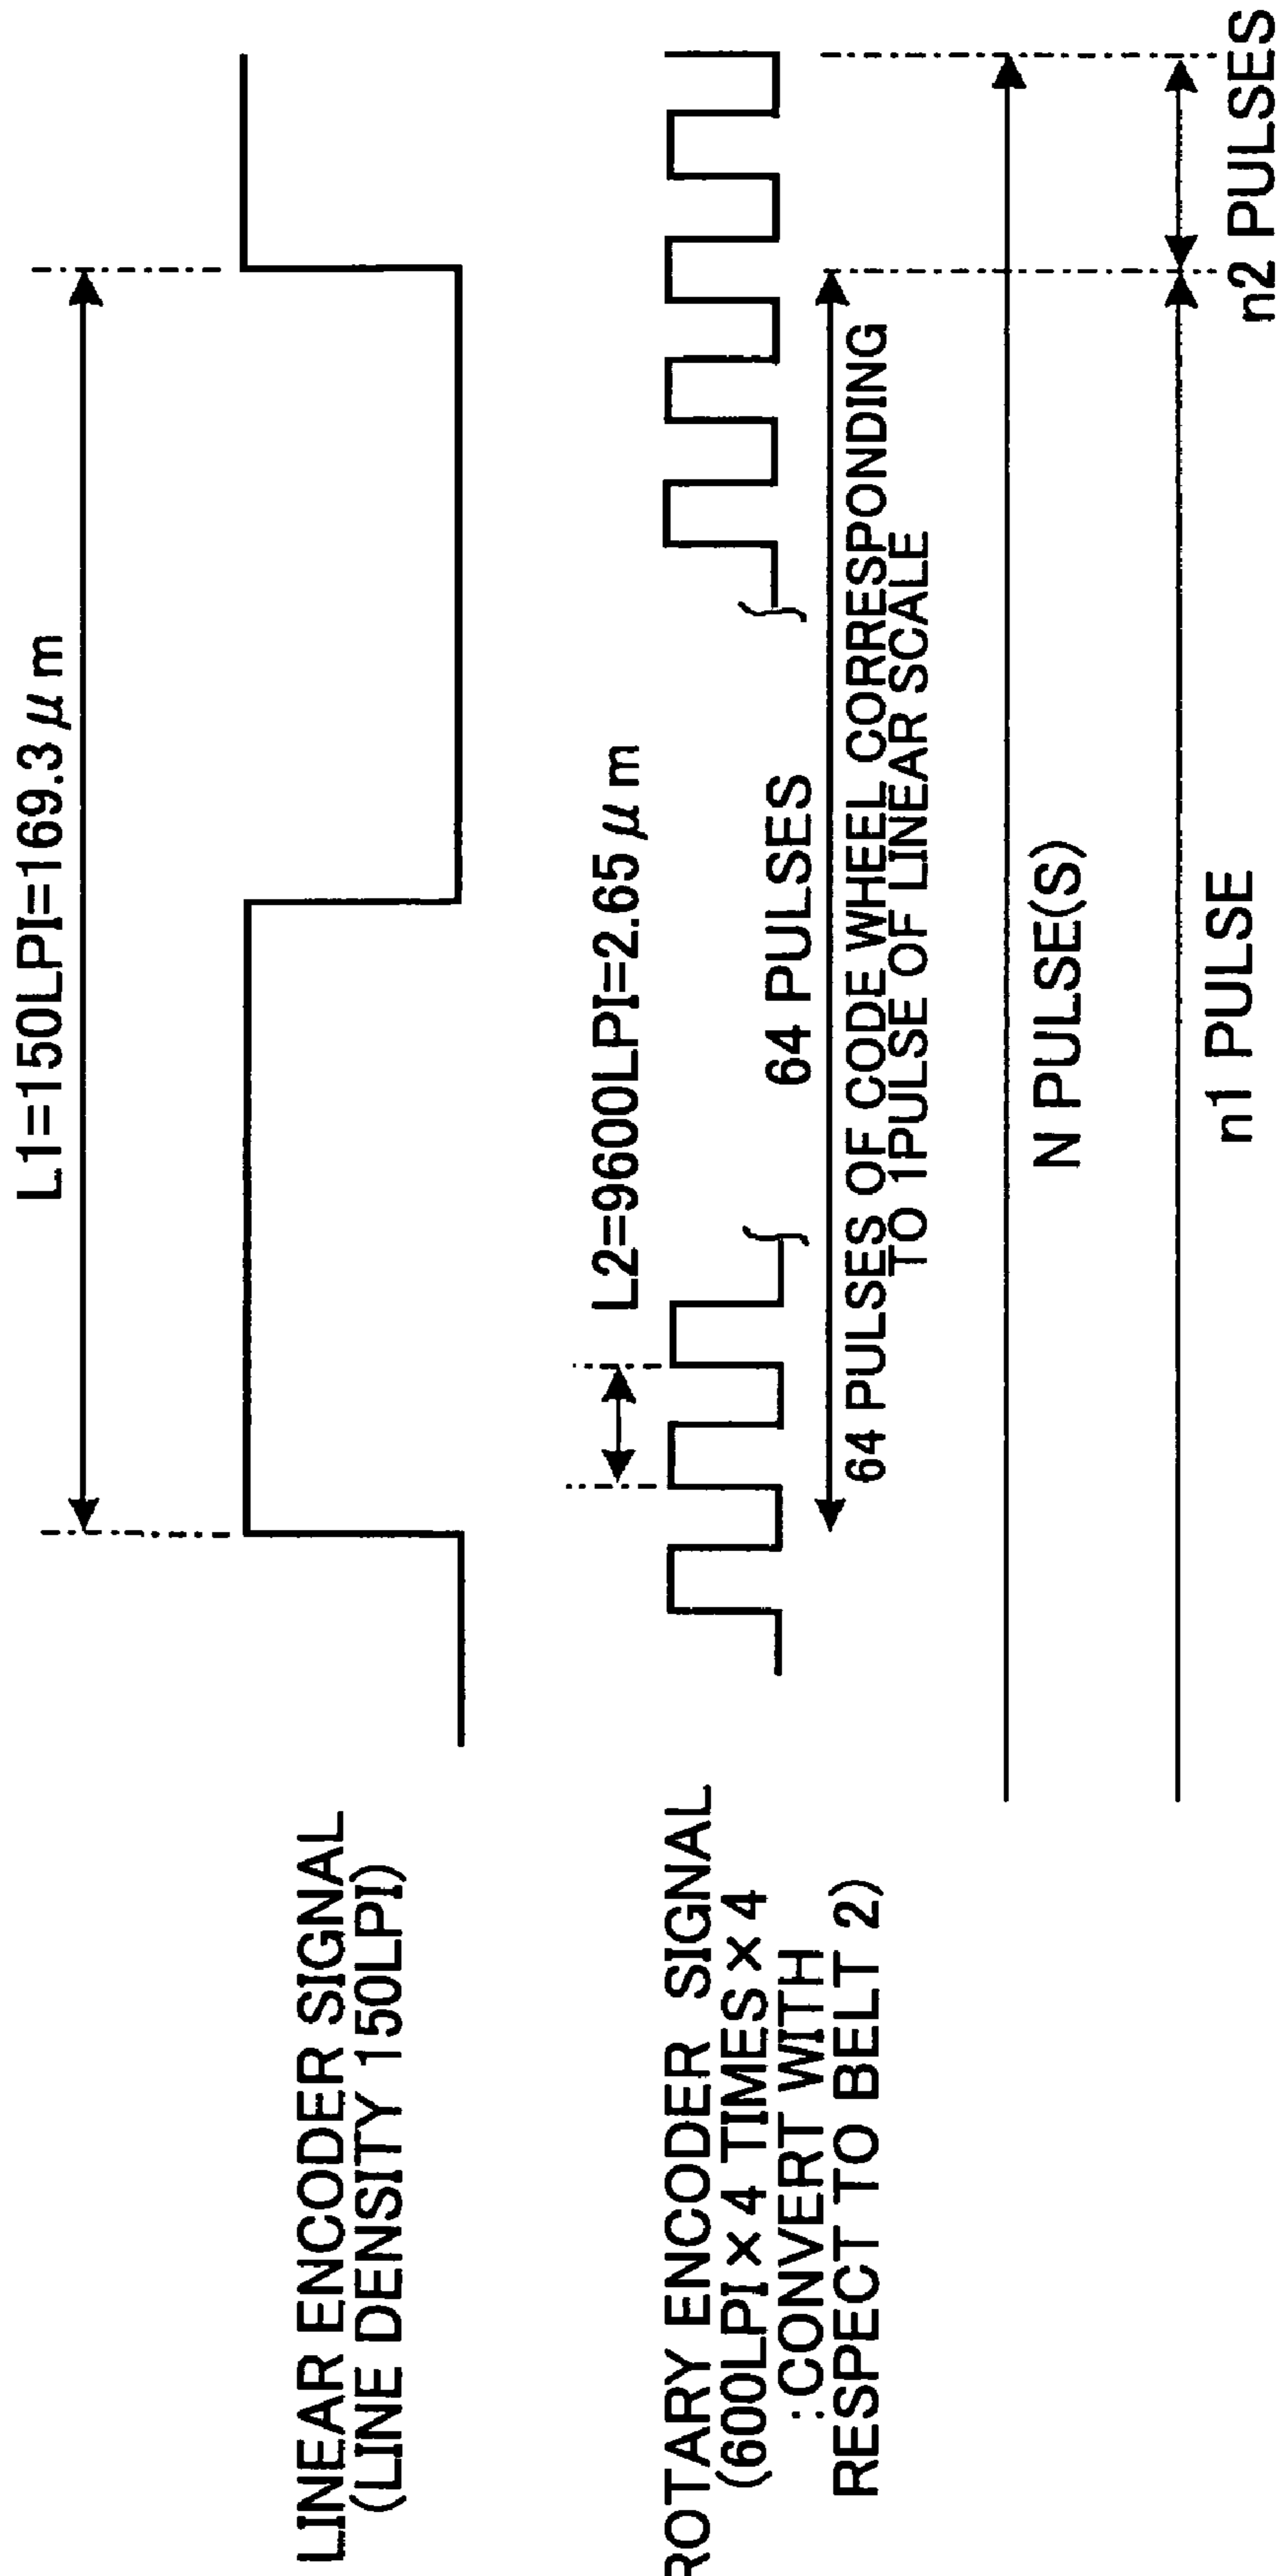 L1=150LPI=169.3μm
LINEAR ENCODER SIGNAL
(LINE DENSITY 150LPI)
L2=9600LPI=2.65μm
ROTARY ENCODER SIGNAL
(600LPI×4 TIMES×4
:CONVERT WITH
RESPECT TO BELT 2)
64 PULSES
64 PULSES OF CODE WHEEL CORRESPONDING
TO 1PULSE OF LINEAR SCALE
N PULSE(S)
n1 PULSE
n2 PULSES